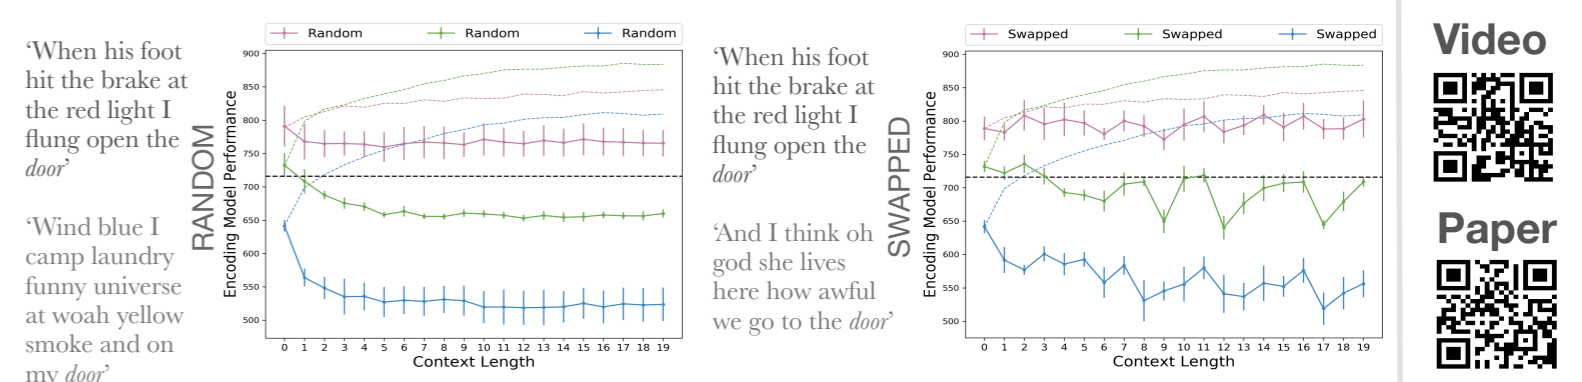 ‘When his foot
hit the brake at
the red light I
flung open the
door’
‘Wind blue I
camp laundry
funny universe
at woah yellow
smoke and on
my door’
RANDOM
Random Random Random
Encoding Model Performance
900
850
800
750
700
650
600
550
500
0 1 2 3 4 5 6 7 8 9 10 11 12 13 14 15 16 17 18 19
Context Length
‘When his foot
hit the brake at
the red light I
flung open the
door’
‘And I think oh
god she lives
here how awful
we go to the door’
SWAPPED
Swapped Swapped Swapped
Encoding Model Performance
900
850
800
750
700
650
600
550
500
0 1 2 3 4 5 6 7 8 9 10 11 12 13 14 15 16 17 18 19
Context Length
Video
Paper